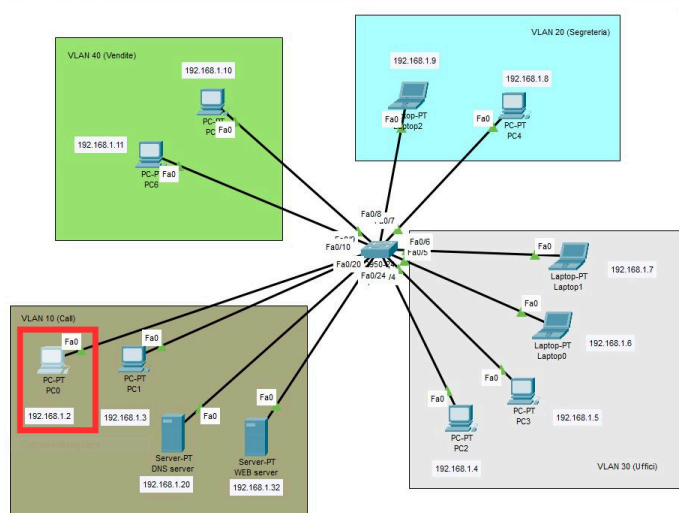 VLAN 40 (Vendite)
192.168.1.10
PC-PT
Fa0
192.168.1.11
PC-PT
PC6
Fa0
VLAN 20 (Segreteria)
192.168.1.9
192.168.1.8
Fa0
Fa0
PC-PT
PC4
Fa0/8
Fa0/10
Fa0/6
Fa0/20
Fa0/24
Fa0
Laptop-PT
Laptop1
192.168.1.7
Fa0
Laptop-PT
Laptop0
192.168.1.6
Fa0
PC-PT
PC3
192.168.1.5
Fa0
PC-PT
PC2
192.168.1.4
VLAN 30 (Uffici)
VLAN 10 (Call)
Fa0
PC-PT
PC0
192.168.1.2
Fa0
PC-PT
PC1
192.168.1.3
Fa0
Server-PT
DNS server
192.168.1.20
Fa0
Server-PT
WEB server
192.168.1.32